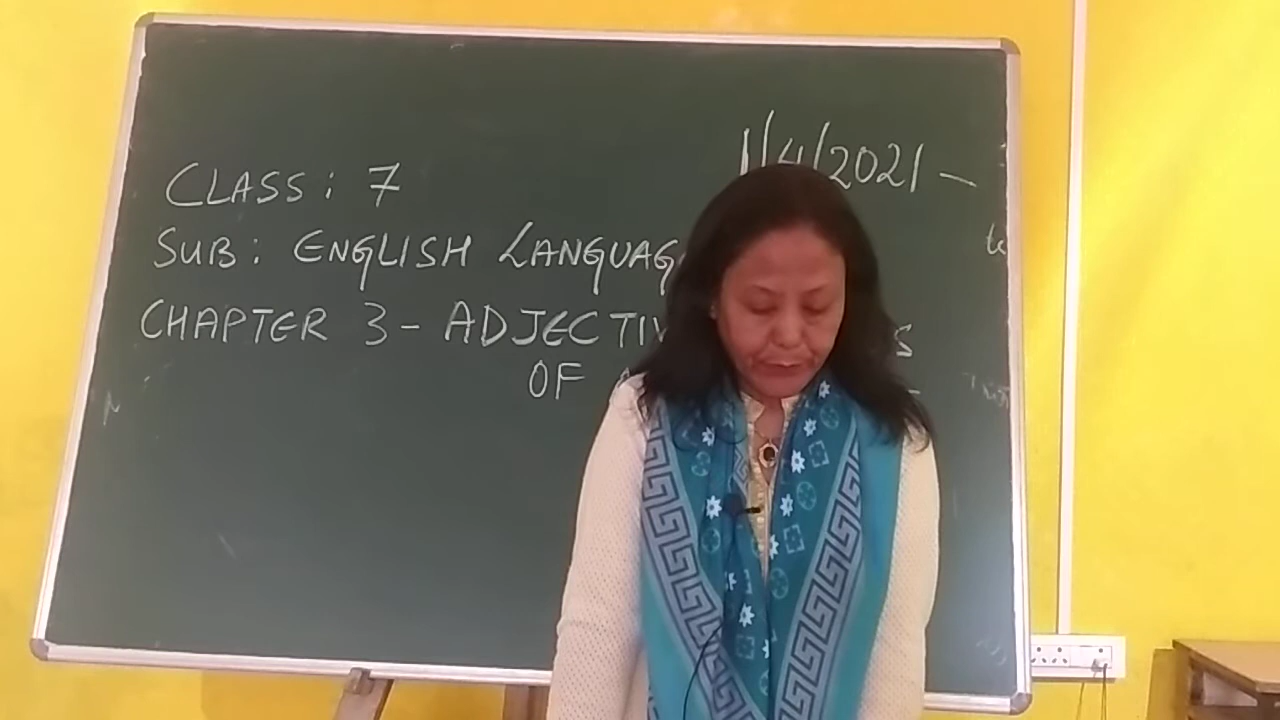 1/4/2021 -
CLASS: 7
SUB: ENGLISH LANGUAG
CHAPTER 3 - ADJECTIV S
OF